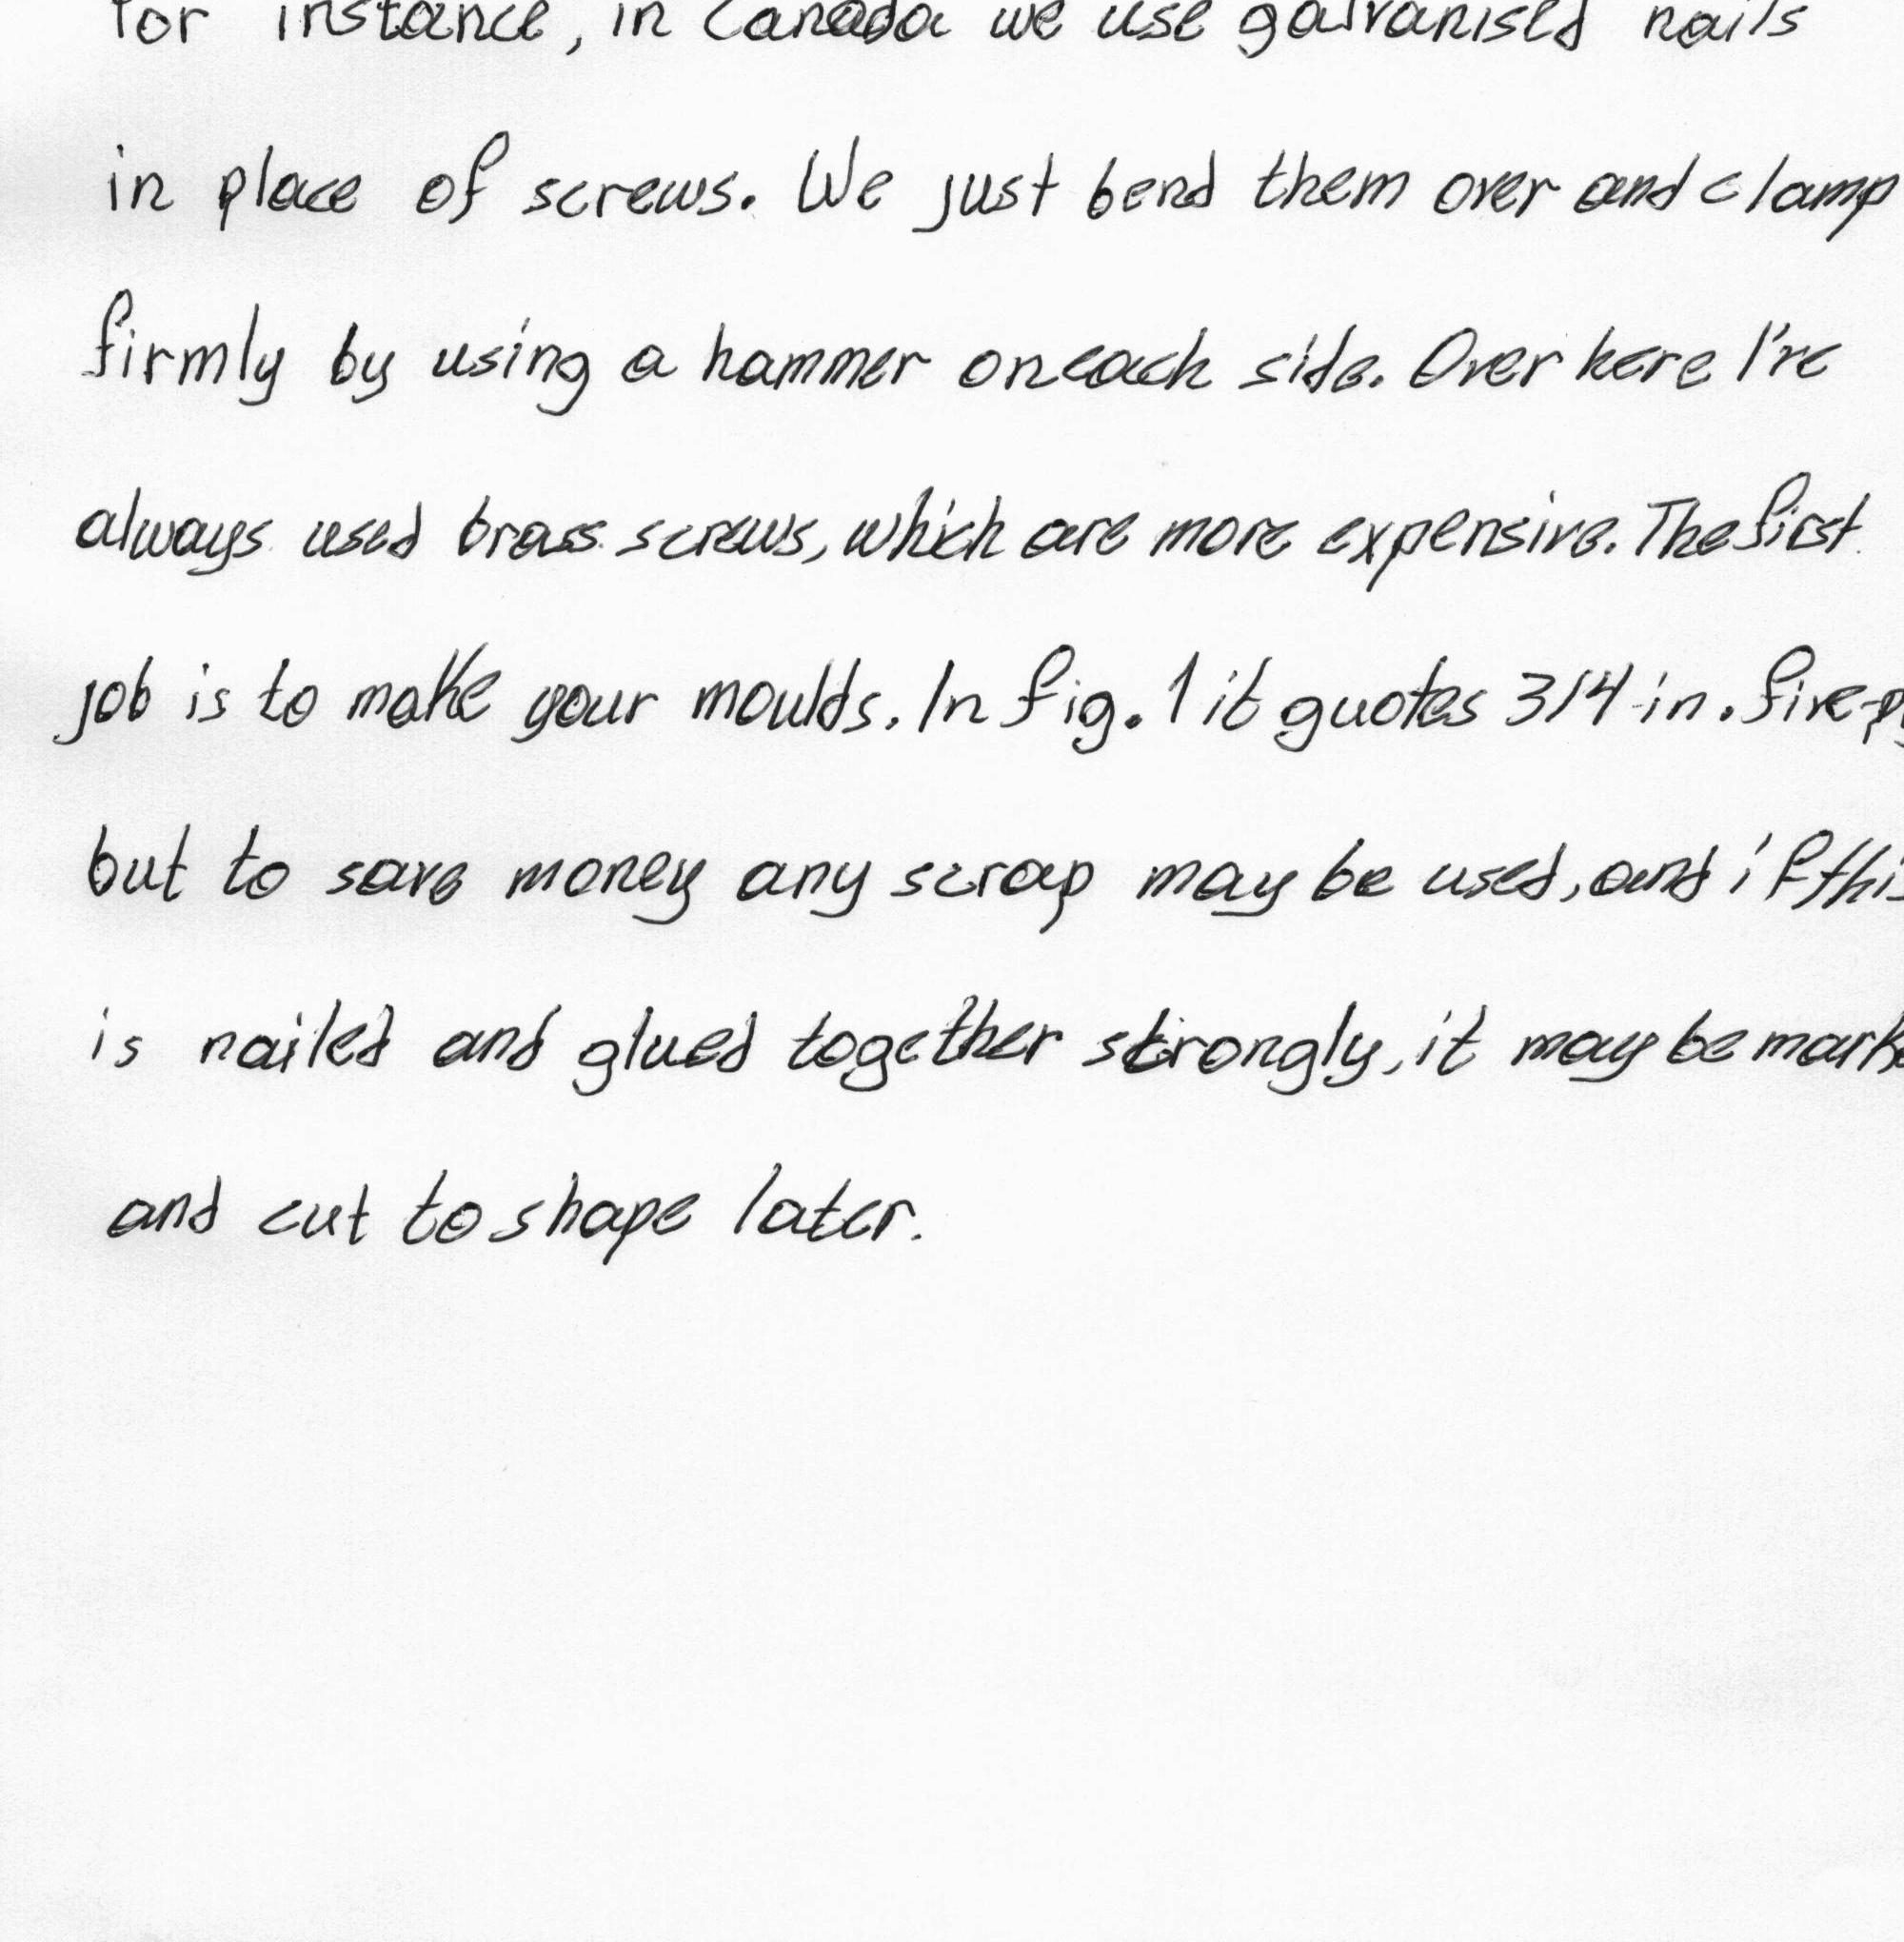 For instance, in Canada we use galvanised nails
in place of screws. We just bend them over and clamp
firmly by using a hammer on each side. Over here I've
always used brass screws, which are more expensive. The first
job is to make your moulds. In fig. 1 it quotes 3/4-in. five-p
but to save money any scrap may be used, and if this
is nailed and glued together strongly, it may be mark
and cut to shape later.